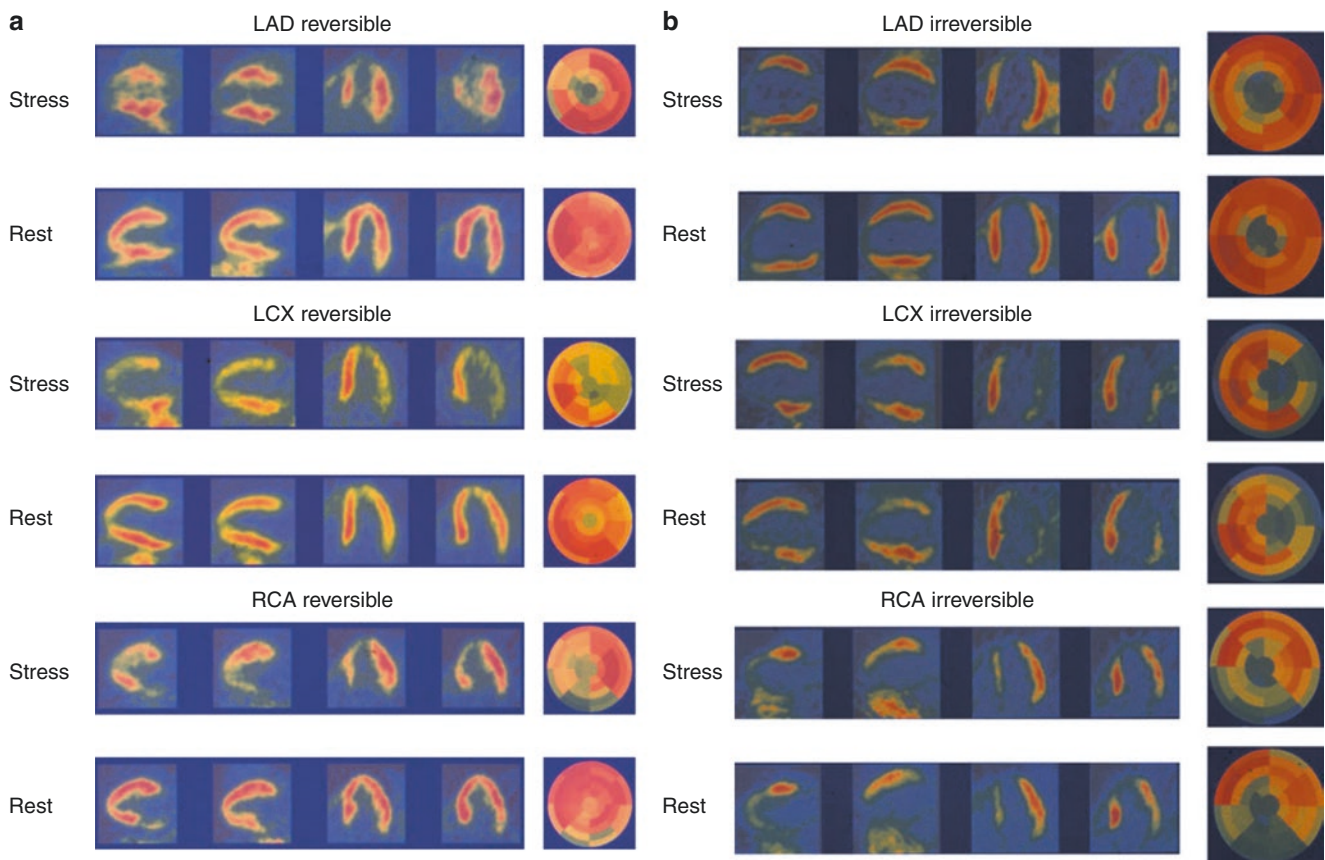 a
LAD reversible
Stress
Rest
LCX reversible
Stress
Rest
RCA reversible
Stress
Rest
b
LAD irreversible
Stress
Rest
LCX irreversible
Stress
Rest
RCA irreversible
Stress
Rest